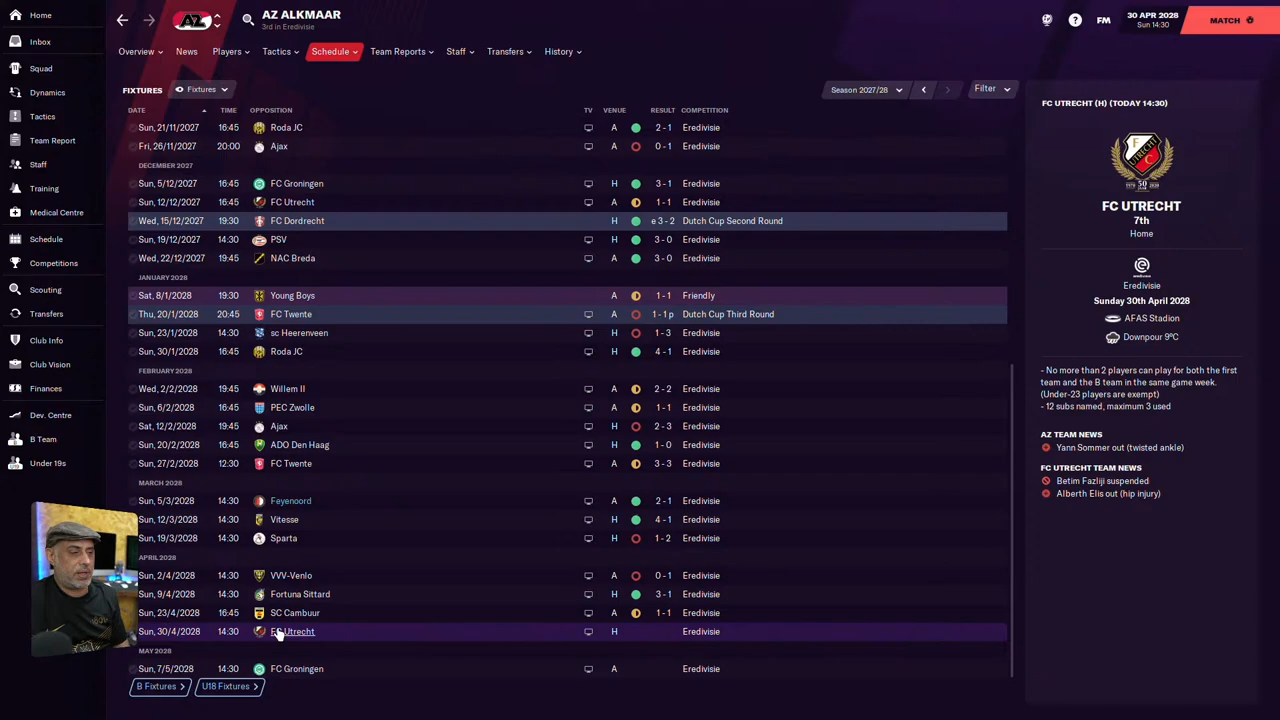 Home
AZ ALKMAAR
3rd in Eredivisie
FM
30 APR 2028
Sun 14:30
MATCH
Inbox
Overview
News
Players
Tactics
Schedule
Team Reports
Staff
Transfers
History
Squad
Dynamics
Tactics
Team Report
Staff
Training
Medical Centre
Schedule
Competitions
Scouting
Transfers
Club Info
Club Vision
Finances
Dev. Centre
B Team
Under 19s
FIXTURES
Fixtures
Season 2027/28
Filter
DATE TIME OPPOSITION TV VENUE RESULT COMPETITION
Sun, 21/11/2027 16:45 Roda JC A 2 - 1 Eredivisie
Fri, 26/11/2027 20:00 Ajax A 0 - 1 Eredivisie
DECEMBER 2027
Sun, 5/12/2027 16:45 FC Groningen H 3 - 1 Eredivisie
Sun, 12/12/2027 16:45 FC Utrecht A 1 - 1 Eredivisie
Wed, 15/12/2027 19:30 FC Dordrecht H e 3 - 2 Dutch Cup Second Round
Sun, 19/12/2027 14:30 PSV H 3 - 0 Eredivisie
Wed, 22/12/2027 19:45 NAC Breda A 3 - 0 Eredivisie
JANUARY 2028
Sat, 8/1/2028 19:30 Young Boys A 1 - 1 Friendly
Thu, 20/1/2028 20:45 FC Twente A 1 - 1 p Dutch Cup Third Round
Sun, 23/1/2028 14:30 sc Heerenveen H 1 - 3 Eredivisie
Sun, 30/1/2028 16:45 Roda JC H 4 - 1 Eredivisie
FEBRUARY 2028
Wed, 2/2/2028 19:45 Willem II A 2 - 2 Eredivisie
Sun, 6/2/2028 16:45 PEC Zwolle A 1 - 1 Eredivisie
Sat, 12/2/2028 19:45 Ajax H 2 - 3 Eredivisie
Sun, 20/2/2028 16:45 ADO Den Haag H 1 - 0 Eredivisie
Sun, 27/2/2028 12:30 FC Twente A 3 - 3 Eredivisie
MARCH 2028
Sun, 5/3/2028 14:30 Feyenoord A 2 - 1 Eredivisie
Sun, 12/3/2028 14:30 Vitesse H 4 - 1 Eredivisie
Sun, 19/3/2028 14:30 Sparta H 1 - 2 Eredivisie
APRIL 2028
Sun, 2/4/2028 14:30 VVV-Venlo A 0 - 1 Eredivisie
Sun, 9/4/2028 14:30 Fortuna Sittard H 3 - 1 Eredivisie
Sun, 23/4/2028 16:45 SC Cambuur A 1 - 1 Eredivisie
Sun, 30/4/2028 14:30 FC Utrecht H Eredivisie
MAY 2028
Sun, 7/5/2028 14:30 FC Groningen A Eredivisie
B Fixtures
U18 Fixtures
FC UTRECHT (H) (TODAY 14:30)
FC UTRECHT
7th
Home
Eredivisie
Sunday 30th April 2028
AFAS Stadion
Downpour 9ºC
- No more than 2 players can play for both the first
team and the B team in the same game week.
(Under-23 players are exempt)
- 12 subs named, maximum 3 used
AZ TEAM NEWS
Yann Sommer out (twisted ankle)
FC UTRECHT TEAM NEWS
Betim Fazliji suspended
Alberth Elis out (hip injury)